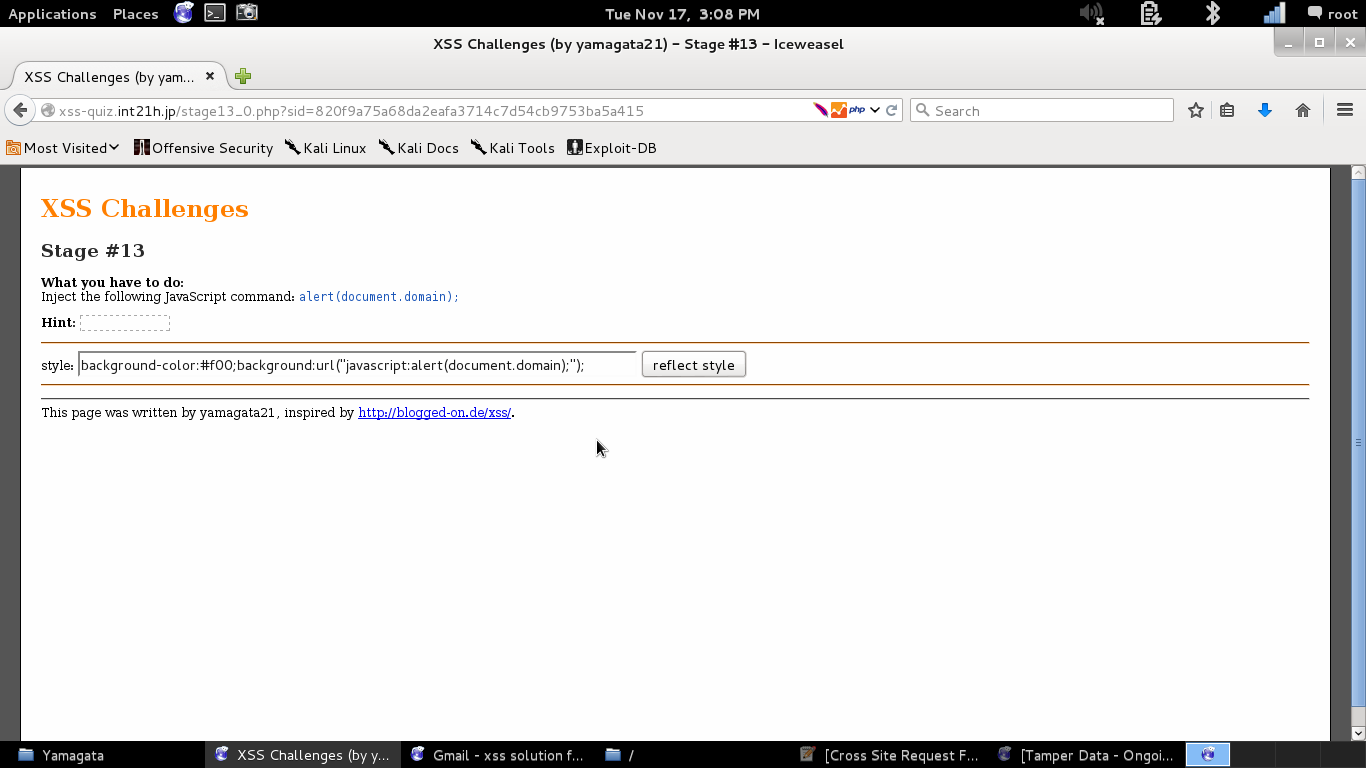 Applications Places Tue Nov 17, 3:08 PM root
XSS Challenges (by yamagata21) - Stage #13 - Iceweasel
XSS Challenges (by yam...
xss-quiz.int21h.jp/stage13_0.php?sid=820f9a75a68da2eafa3714c7d54cb9753ba5a415 php Search
Most Visited Offensive Security Kali Linux Kali Docs Kali Tools Exploit-DB
XSS Challenges
Stage #13
What you have to do:
Inject the following JavaScript command: alert(document.domain);
Hint:
style: background-color:#f00;background:url("javascript:alert(document.domain);"); reflect style
This page was written by yamagata21, inspired by http://blogged-on.de/xss/.
Yamagata XSS Challenges (by y... Gmail - xss solution f... / [Cross Site Request F... [Tamper Data - Ongoi...